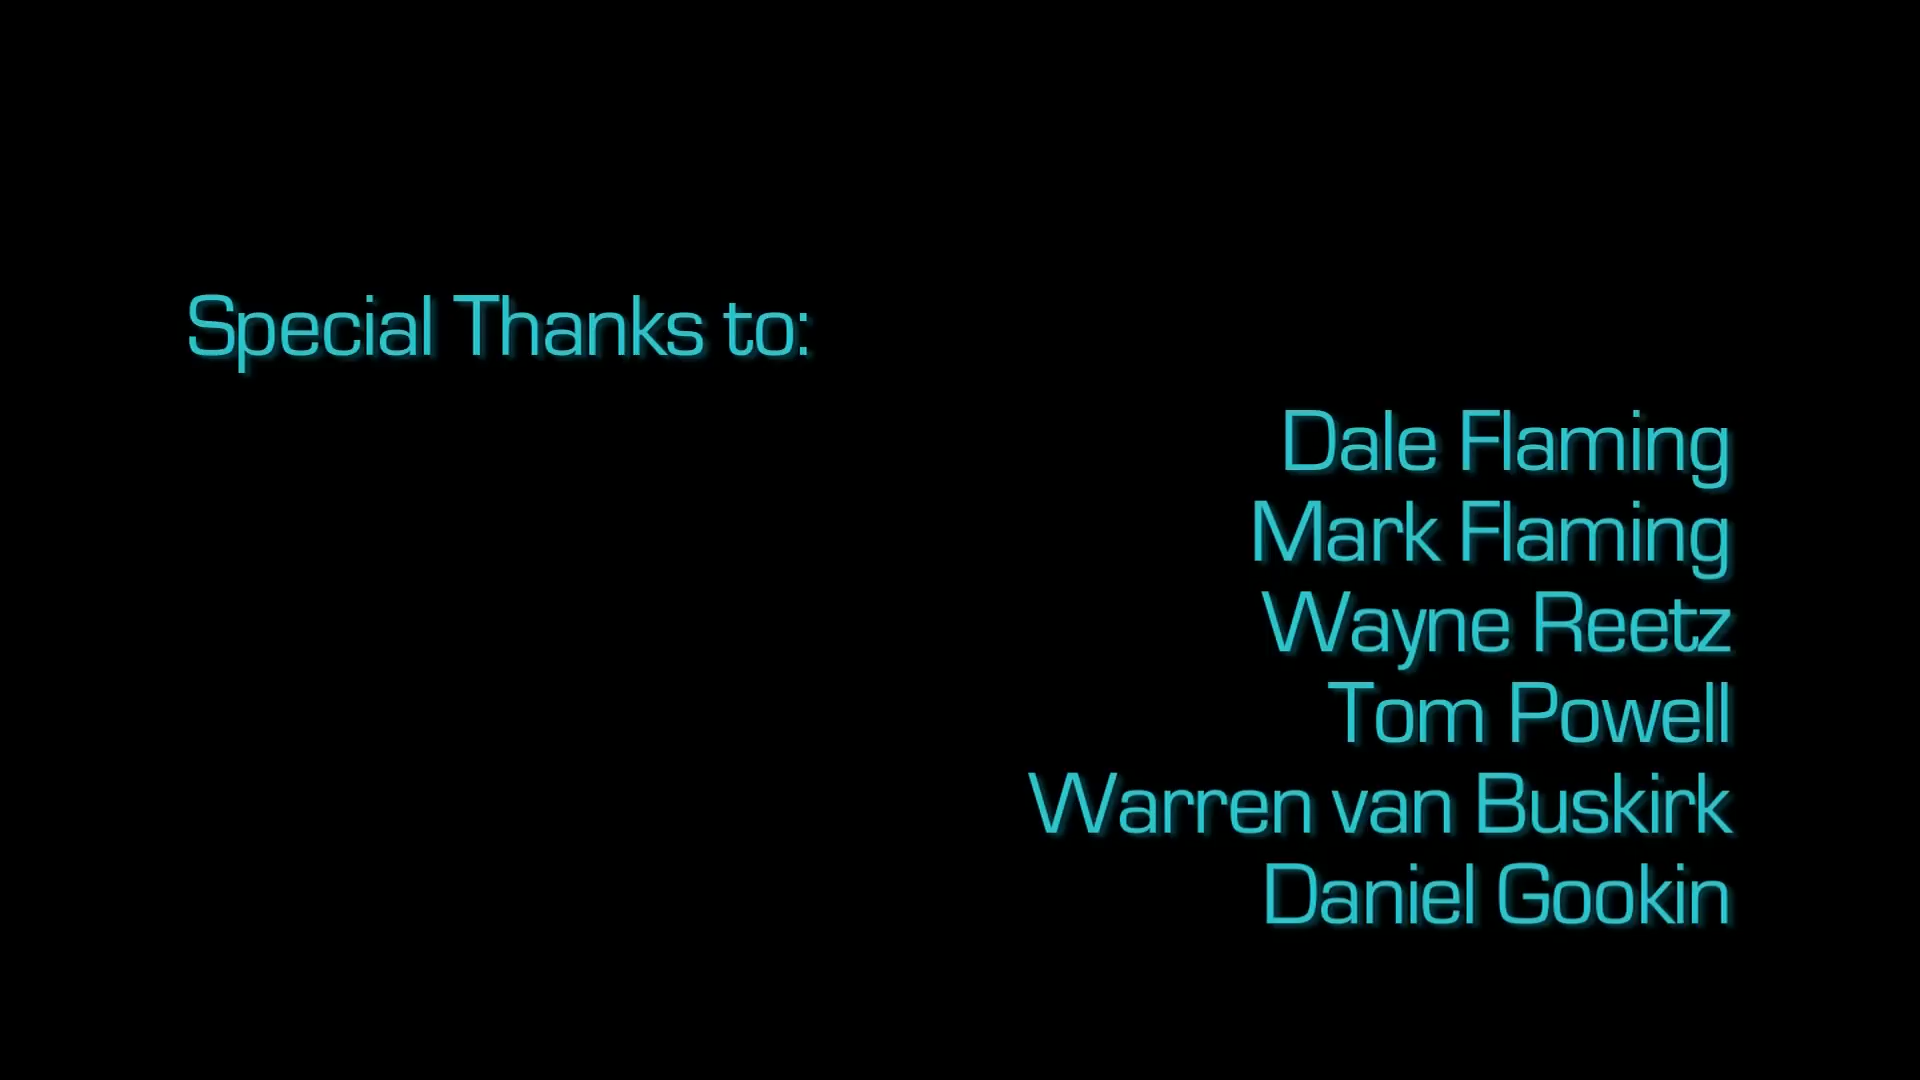 Special Thanks to:
Dale Flaming
Mark Flaming
Wayne Reetz
Tom Powell
Warren van Buskirk
Daniel Gookin